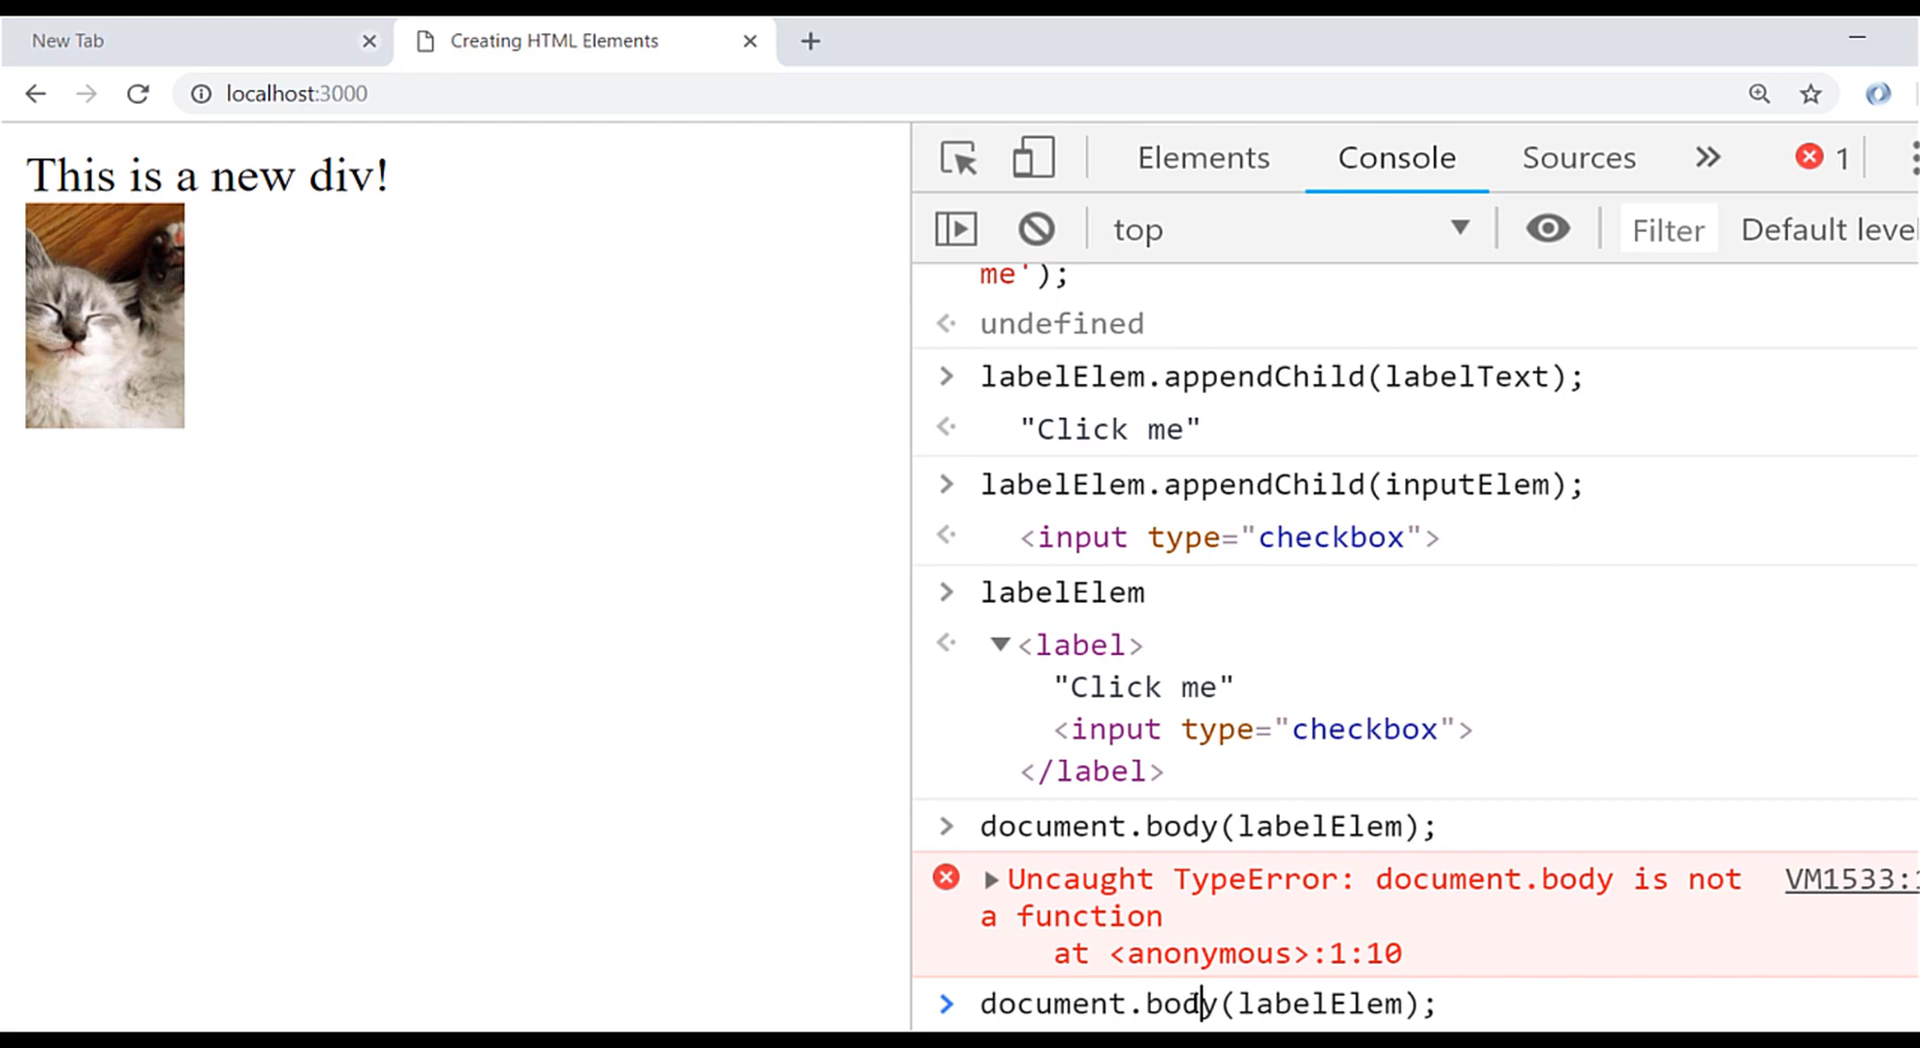 New Tab
Creating HTML Elements
localhost:3000
This is a new div!
Elements
Console
Sources
1
top
Filter
Default leve
me');
undefined
labelElem.appendChild(labelText);
"Click me"
labelElem.appendChild(inputElem);
<input type="checkbox">
labelElem
<label>
"Click me"
<input type="checkbox">
</label>
document.body(labelElem);
Uncaught TypeError: document.body is not VM1533:1
a function
at <anonymous>:1:10
document.body(labelElem);